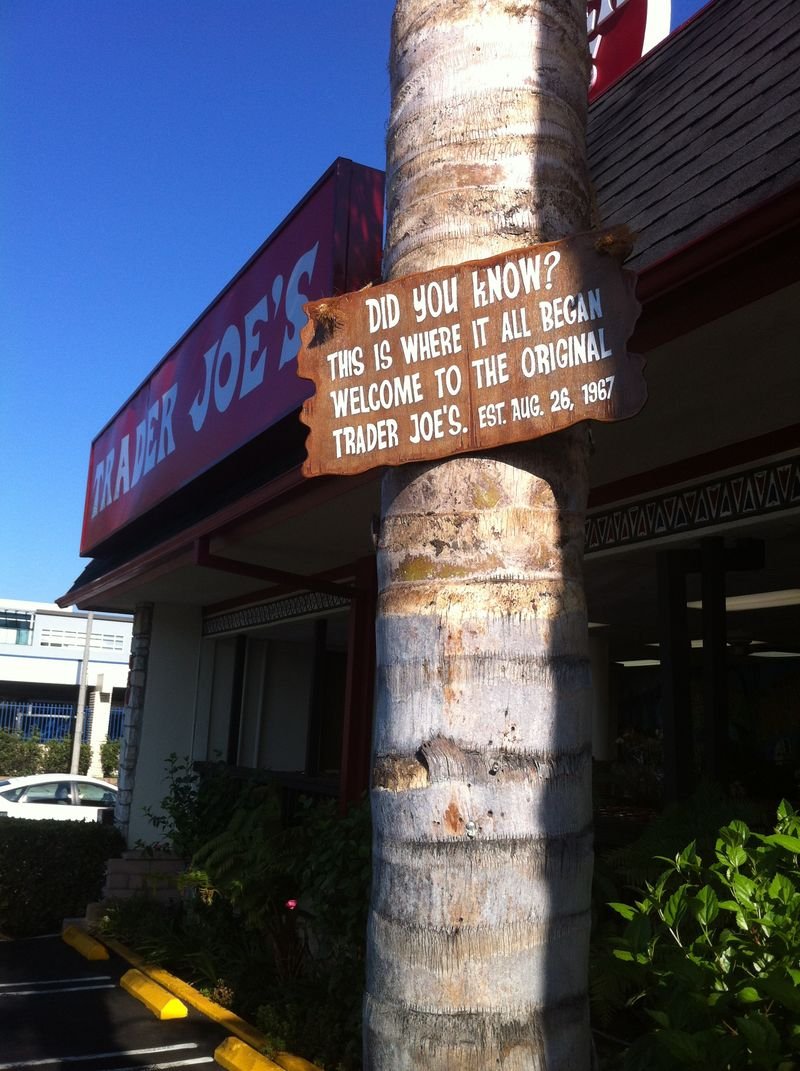 TRADER JOE'S
DID YOU KNOW?
THIS IS WHERE IT ALL BEGAN
WELCOME TO THE ORIGINAL
TRADER JOE'S. EST. AUG. 26, 1967